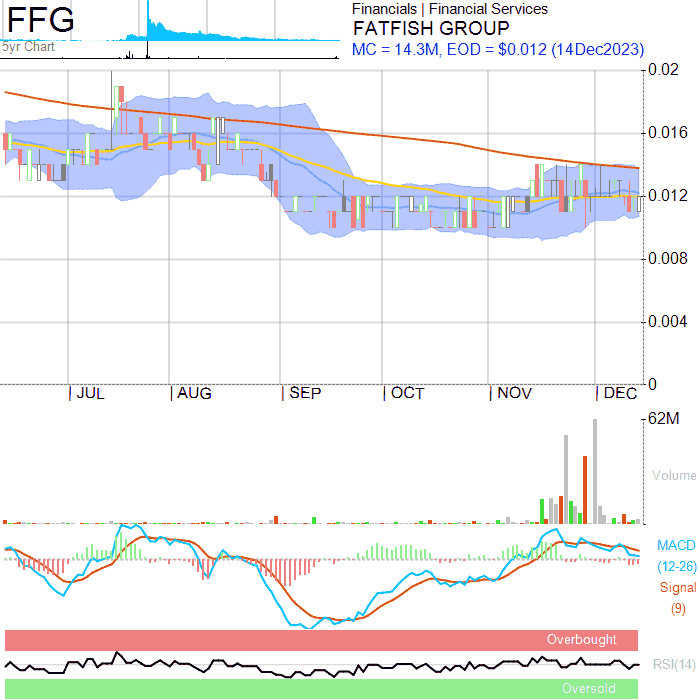 FFG
5yr Chart
Financials | Financial Services
FATFISH GROUP
MC = 14.3M, EOD = $0.012 (14Dec2023)
0.02
0.016
0.012
0.008
0.004
0
JUL AUG SEP OCT NOV DEC
62M
Volume
MACD
(12-26)
Signal
(9)
Overbought
RSI(14)
Oversold